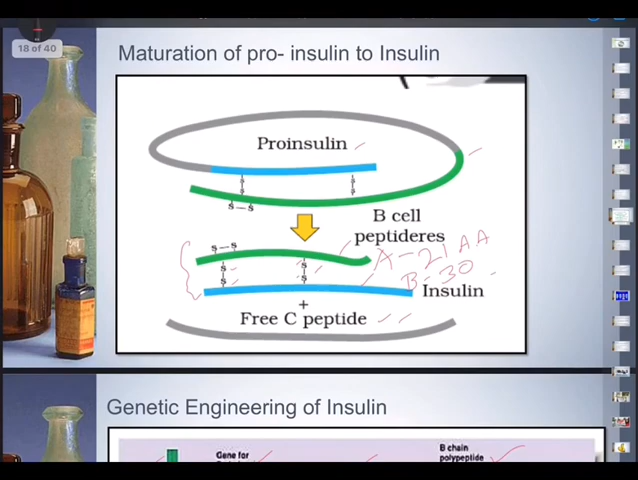 18 of 40
Maturation of pro- insulin to Insulin
Proinsulin
S
S
S
S
S–S
B cell
peptideres
S–S
A-21 AA
B-30
S
S
S
S
Insulin
+
Free C peptide
Genetic Engineering of Insulin
Gene for
B chain
polypeptide